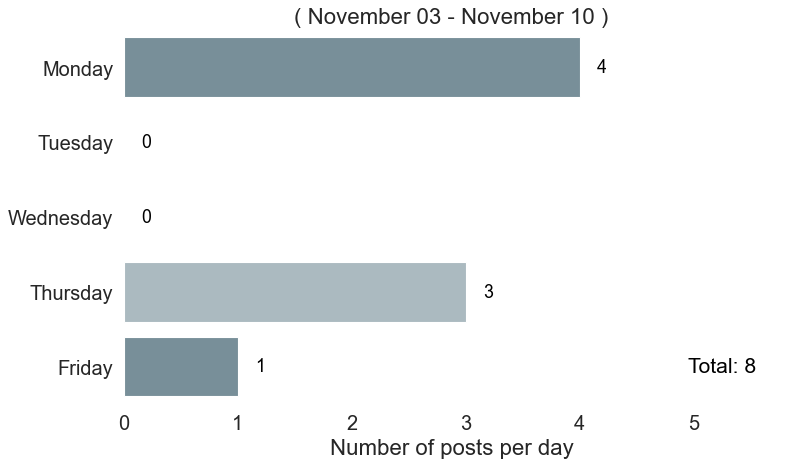 ( November 03 - November 10 )
Monday 4
Tuesday 0
Wednesday 0
Thursday 3
Friday 1
Total: 8
0 1 2 3 4 5
Number of posts per day